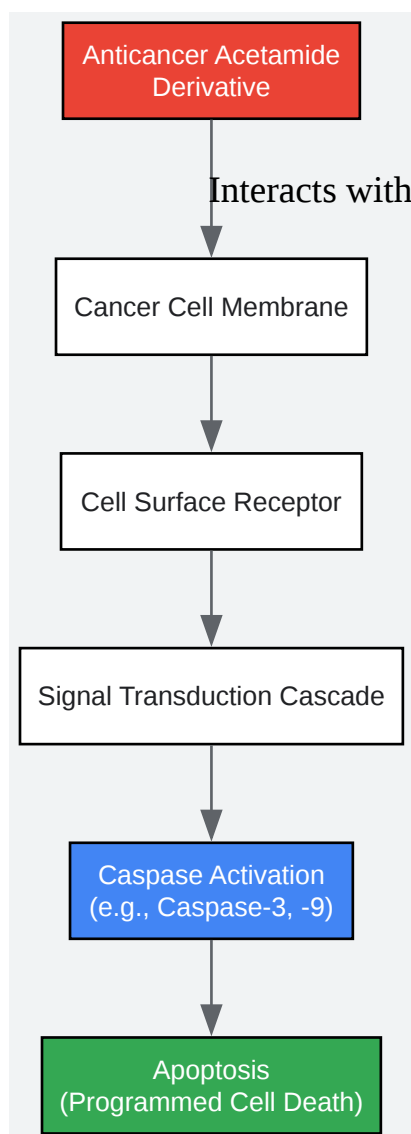 Anticancer Acetamide
Derivative
Interacts with
Cancer Cell Membrane
Cell Surface Receptor
Signal Transduction Cascade
Caspase Activation
(e.g., Caspase-3, -9)
Apoptosis
(Programmed Cell Death)